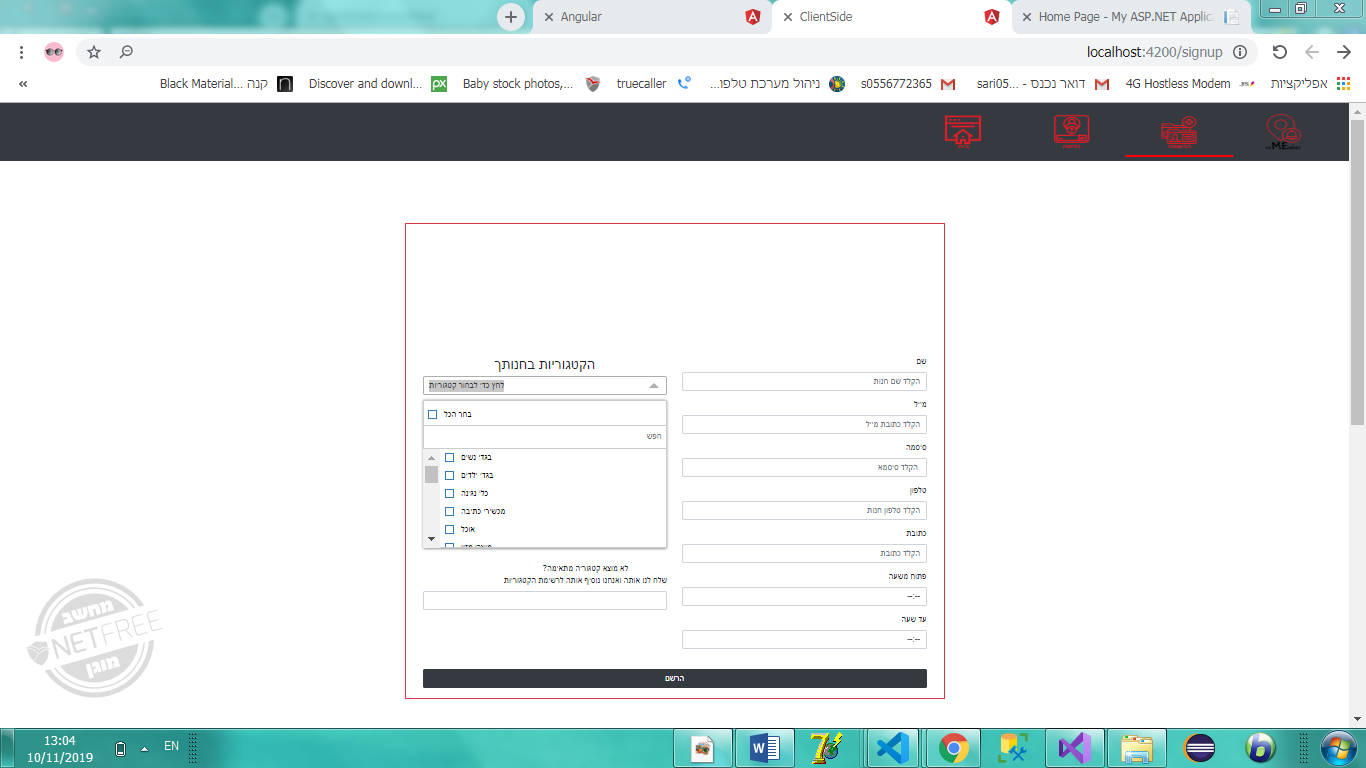 Angular
ClientSide
Home Page - My ASP.NET Applic
localhost:4200/signup
אפליקציות
4G Hostless Modem
דואר נכנס - sari05...
s0556772365
ניהול מערכת טלפו...
truecaller
Baby stock photos,...
Discover and downl...
קנה Black Material...
ME
הקטגוריות בחנותך
לחץ כדי לבחור קטגוריות
בחר הכל
חפש
בגדי נשים
בגדי ילדים
כלי נגינה
מכשירי כתיבה
אוכל
לא מוצא קטגוריה מתאימה?
שלח לנו אותה ואנחנו נוסיף אותה לרשימת הקטגוריות
שם
הקלד שם חנות
מייל
הקלד כתובת מייל
סיסמה
הקלד סיסמא
טלפון
הקלד טלפון חנות
כתובת
הקלד כתובת
פתוח משעה
--:--
עד שעה
--:--
הרשם
מחשב
NETFREE
מוגן
13:04
10/11/2019
EN